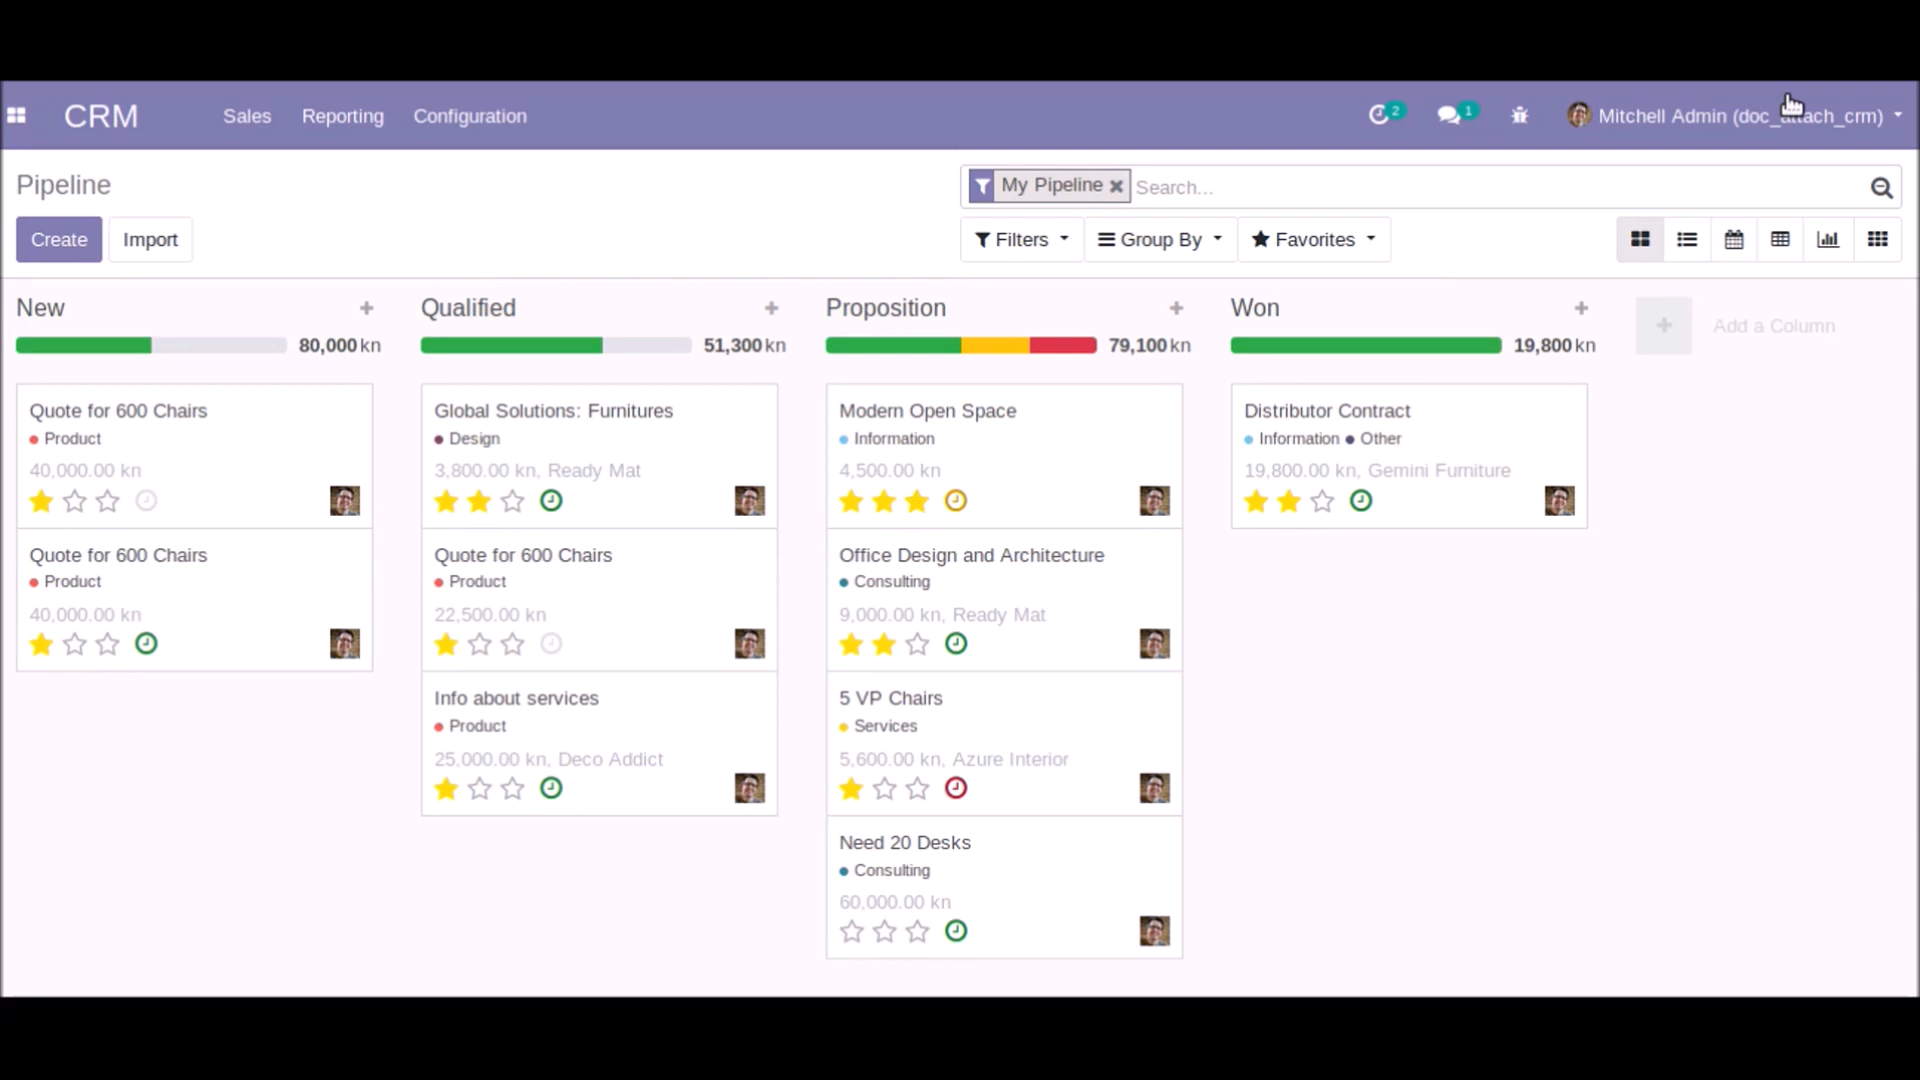 CRM Sales Reporting Configuration 2 1 Mitchell Admin (doc_attach_crm)
Pipeline
My Pipeline Search...
Create Import
Filters Group By Favorites
New
80,000 kn
Quote for 600 Chairs
Product
40,000.00 kn
Quote for 600 Chairs
Product
40,000.00 kn
Qualified
51,300 kn
Global Solutions: Furnitures
Design
3,800.00 kn, Ready Mat
Quote for 600 Chairs
Product
22,500.00 kn
Info about services
Product
25,000.00 kn, Deco Addict
Proposition
79,100 kn
Modern Open Space
Information
4,500.00 kn
Office Design and Architecture
Consulting
9,000.00 kn, Ready Mat
5 VP Chairs
Services
5,600.00 kn, Azure Interior
Need 20 Desks
Consulting
60,000.00 kn
Won
19,800 kn
Distributor Contract
Information Other
19,800.00 kn, Gemini Furniture
Add a Column